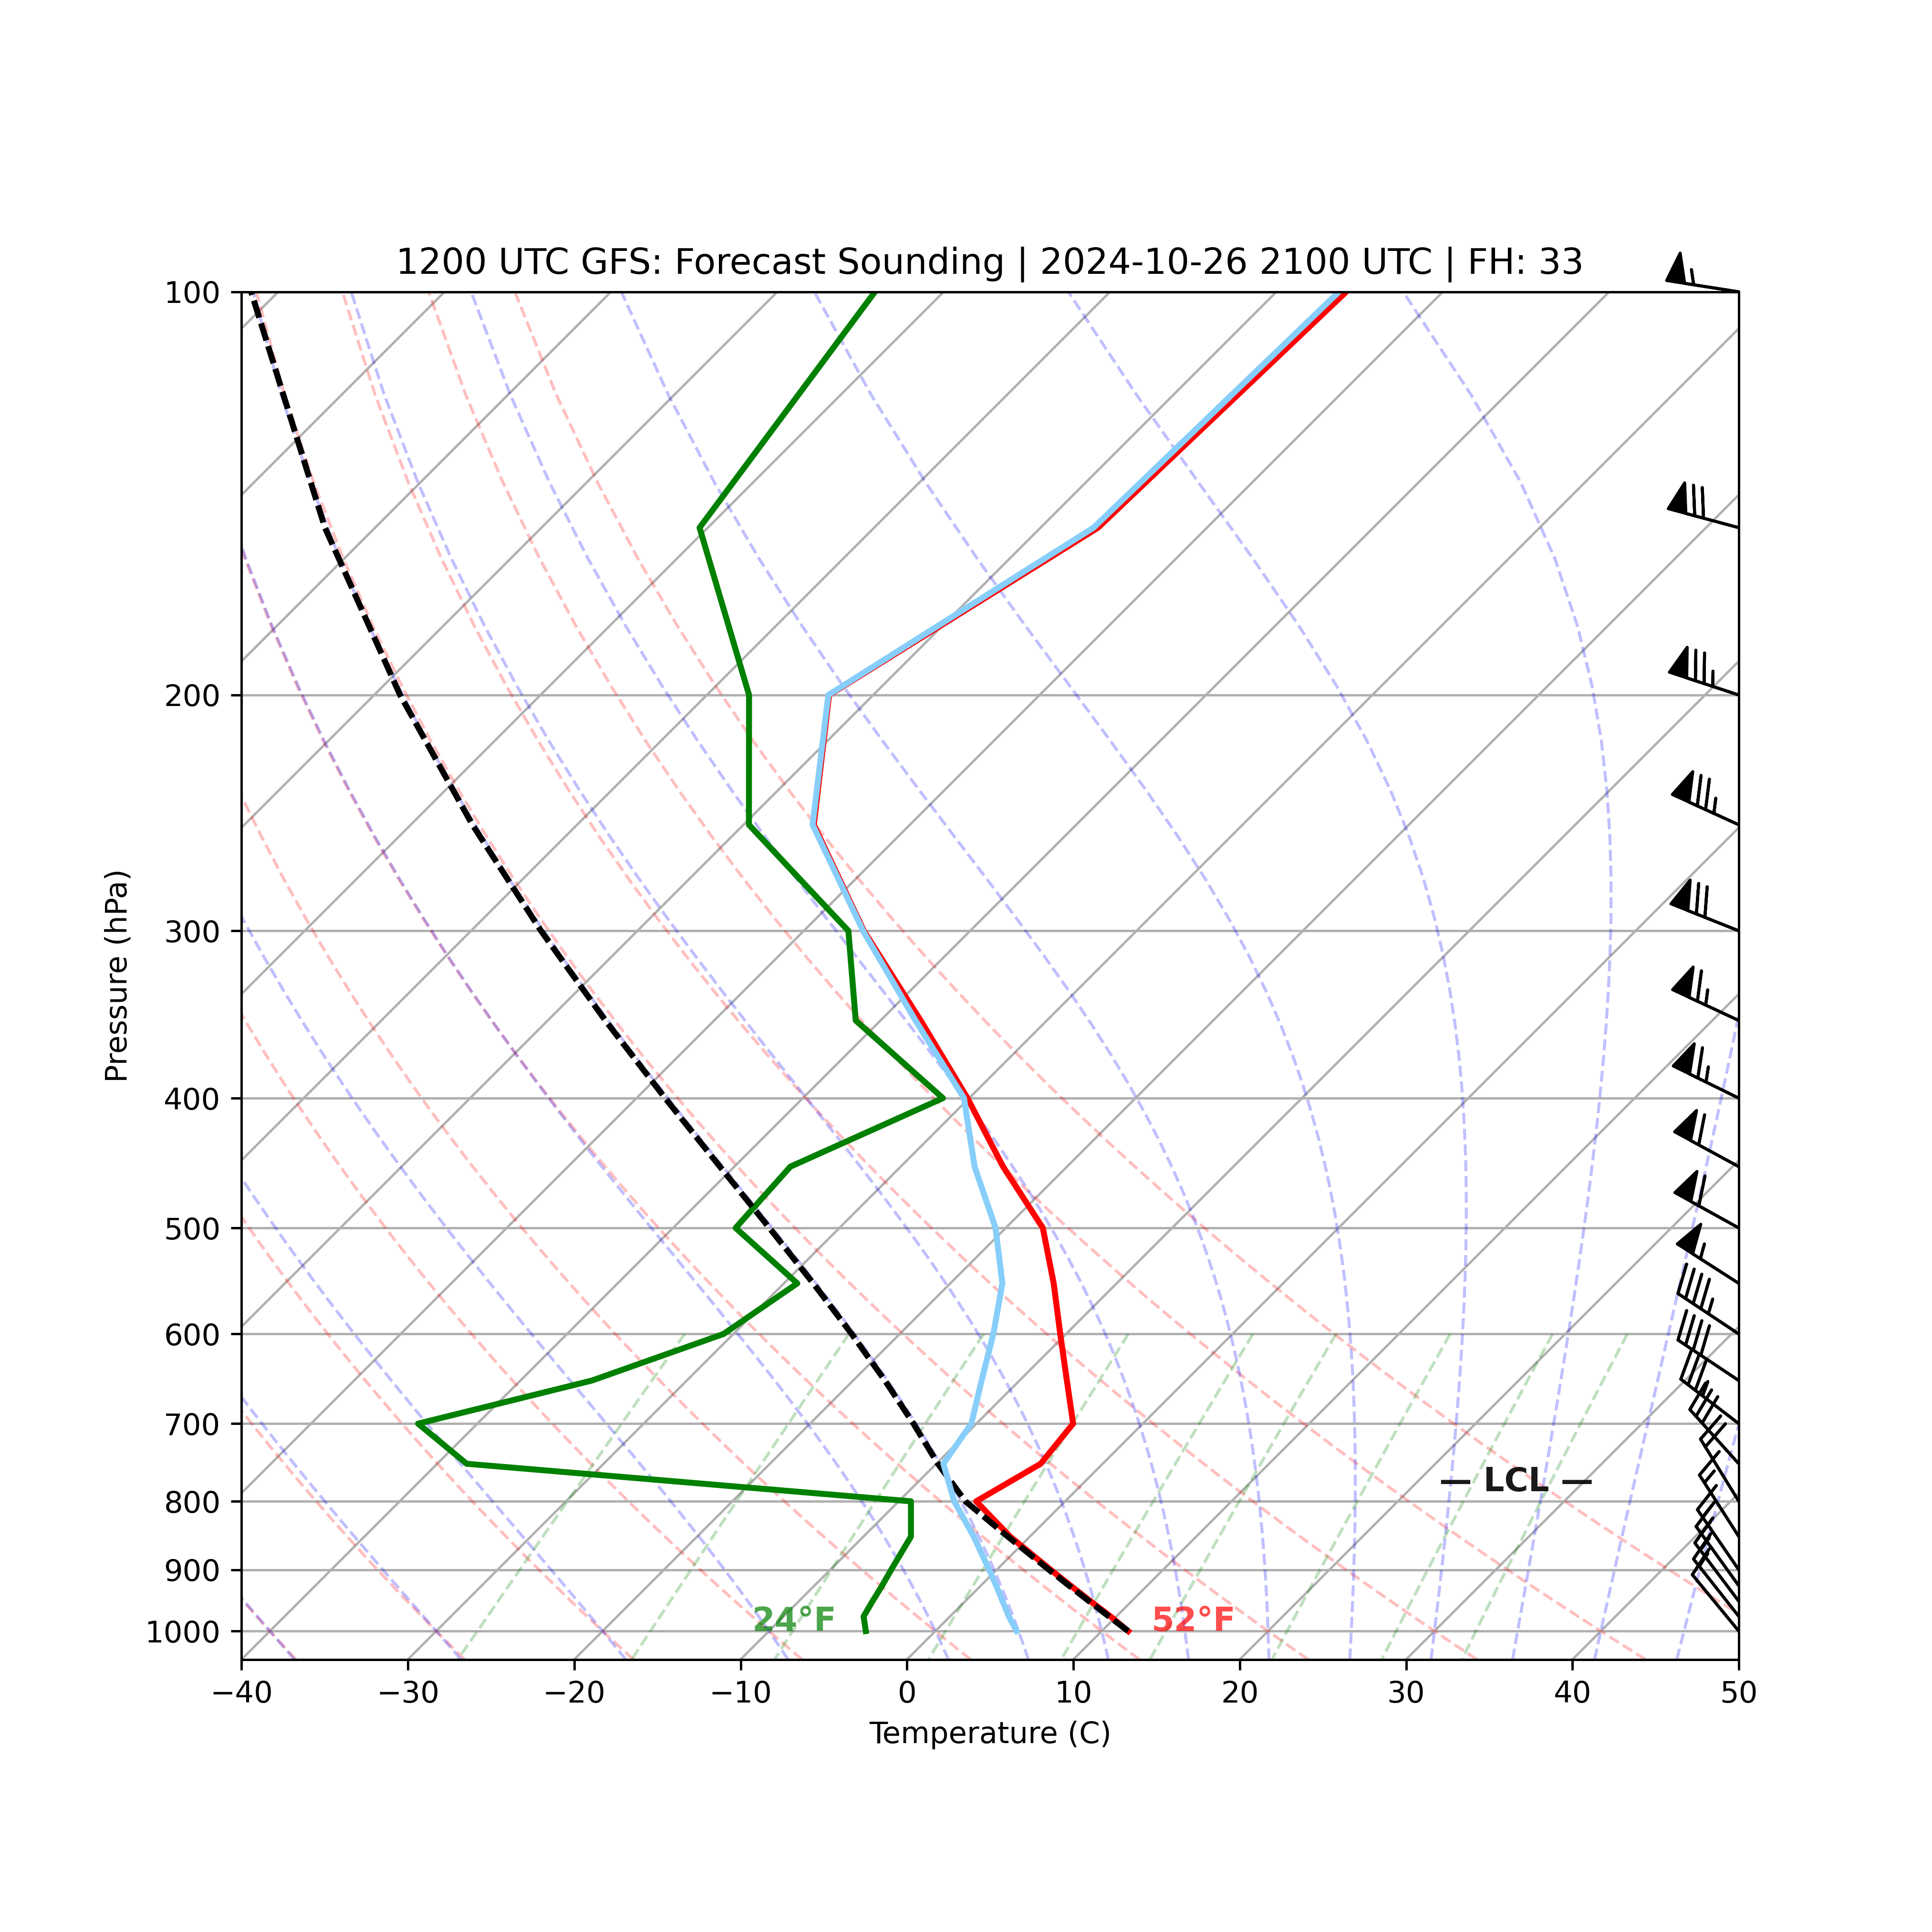 1200 UTC GFS: Forecast Sounding | 2024-10-26 2100 UTC | FH: 33
100
200
300
400
500
600
700
800
900
1000
Pressure (hPa)
— LCL —
24°F
52°F
−40 −30 −20 −10 0 10 20 30 40 50
Temperature (C)